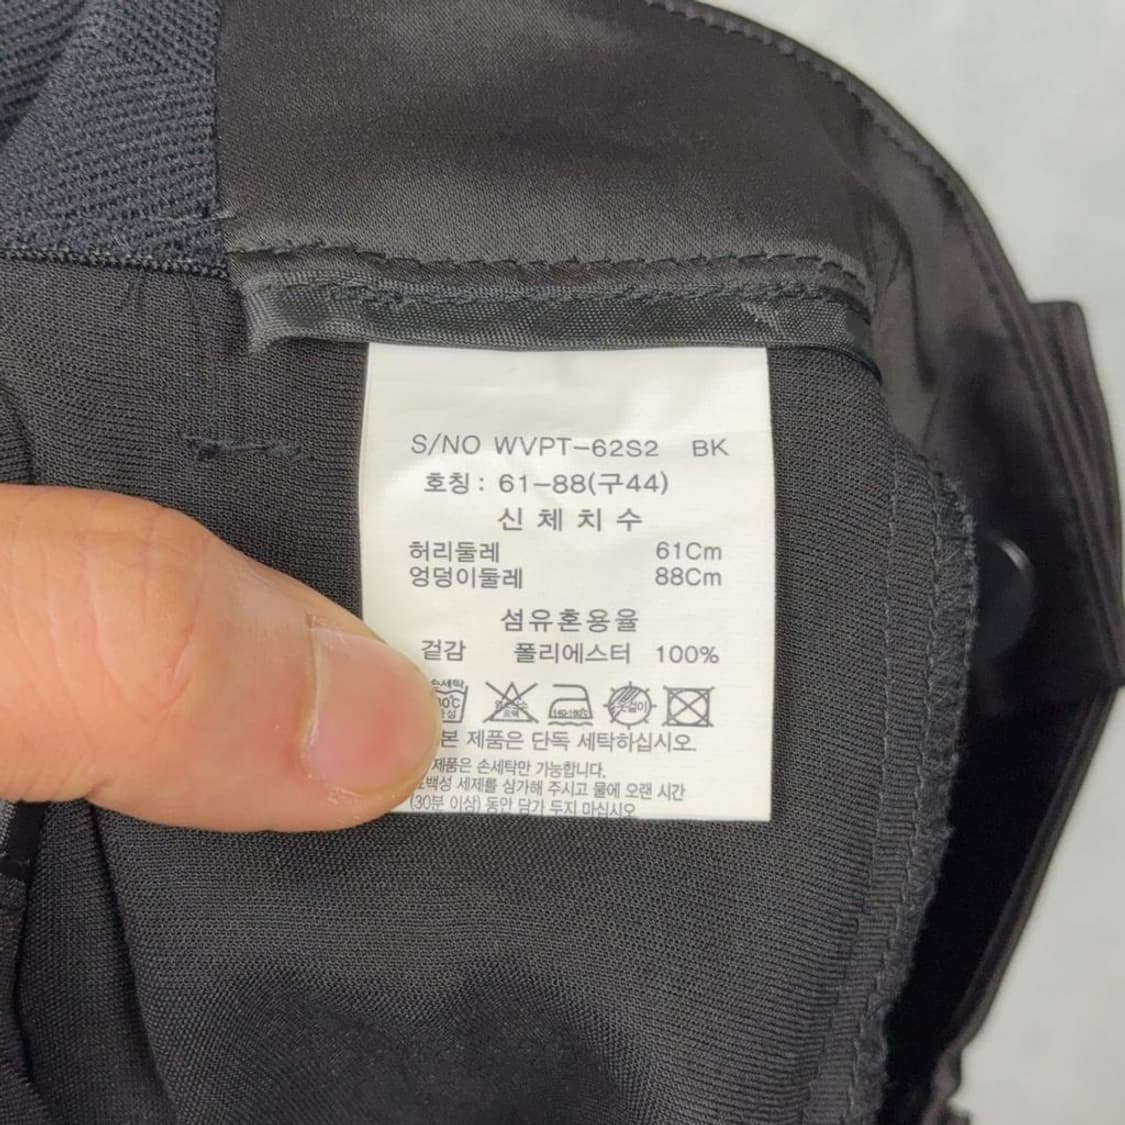 S/NO WVPT-62S2 BK
호칭: 61-88(구44)
신체치수
허리둘레 61Cm
엉덩이둘레 88Cm
섬유혼용율
겉감 폴리에스터 100%
본 제품은 단독 세탁하십시오.
제품은 손세탁만 가능합니다.
표백성 세제를 삼가해 주시고 물에 오랜 시간
(30분 이상) 동안 담가 두지 마십시오